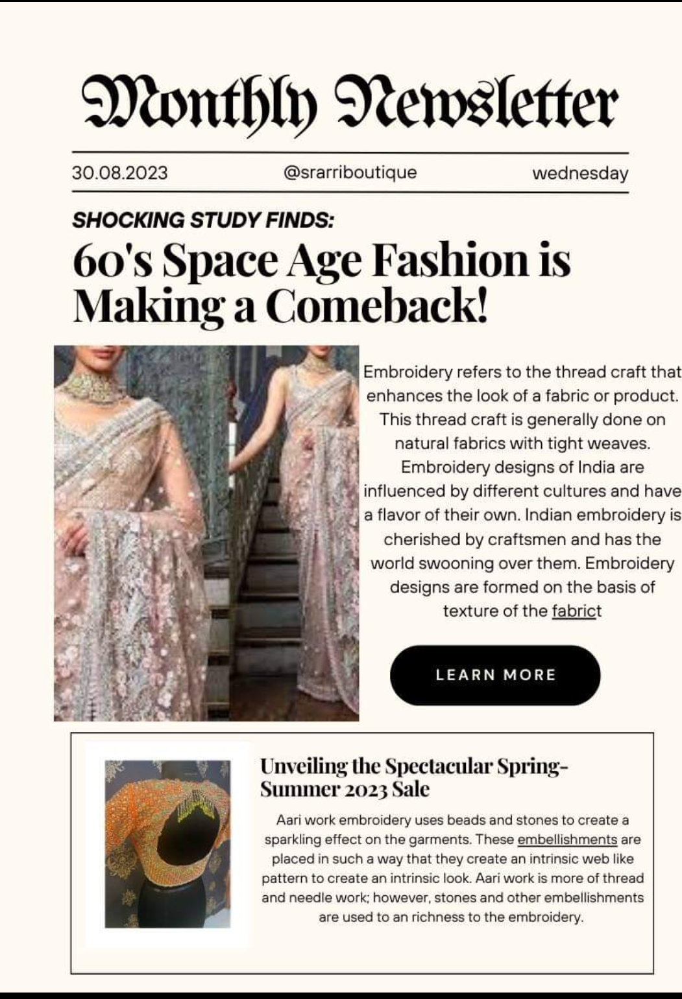 Monthly Newsletter
30.08.2023 @srarriboutique wednesday
SHOCKING STUDY FINDS:
60's Space Age Fashion is
Making a Comeback!
Embroidery refers to the thread craft that
enhances the look of a fabric or product.
This thread craft is generally done on
natural fabrics with tight weaves.
Embroidery designs of India are
influenced by different cultures and have
a flavor of their own. Indian embroidery is
cherished by craftsmen and has the
world swooning over them. Embroidery
designs are formed on the basis of
texture of the fabrict
LEARN MORE
Unveiling the Spectacular Spring-
Summer 2023 Sale
Aari work embroidery uses beads and stones to create a
sparkling effect on the garments. These embellishments are
placed in such a way that they create an intrinsic web like
pattern to create an intrinsic look. Aari work is more of thread
and needle work; however, stones and other embellishments
are used to an richness to the embroidery.